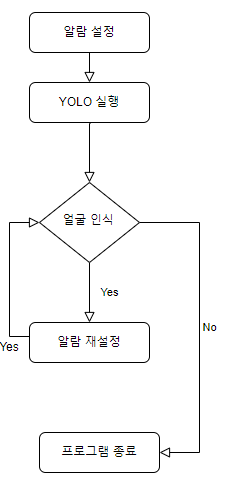 알람 설정
YOLO 실행
얼굴 인식
Yes
No
Yes
알람 재설정
프로그램 종료